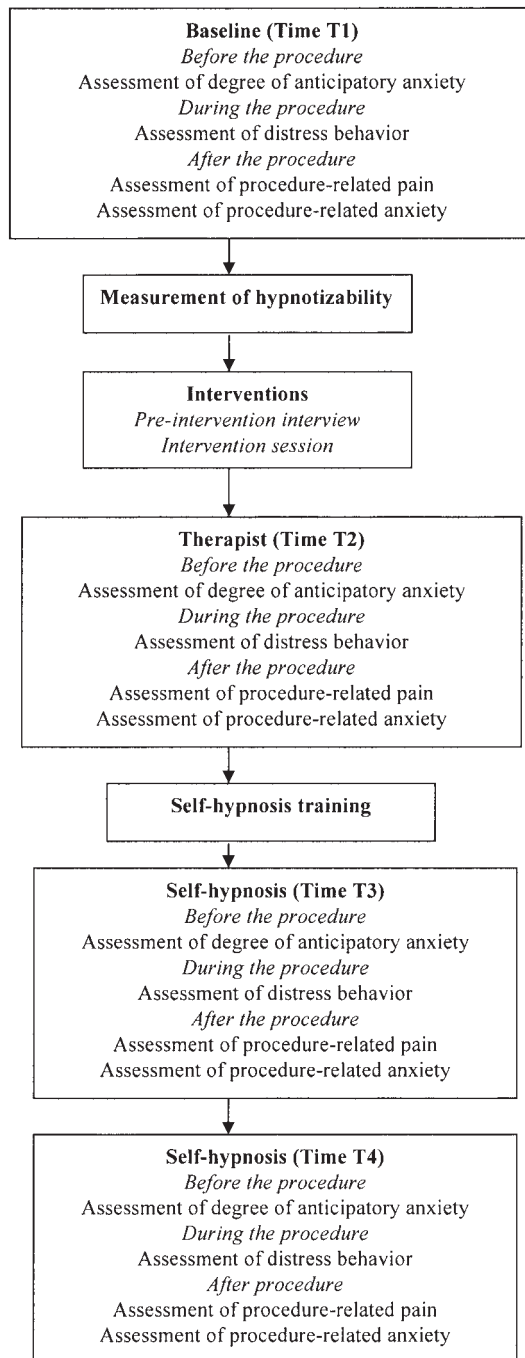 Baseline (Time T1)
Before the procedure
Assessment of degree of anticipatory anxiety
During the procedure
Assessment of distress behavior
After the procedure
Assessment of procedure-related pain
Assessment of procedure-related anxiety
Measurement of hypnotizability
Interventions
Pre-intervention interview
Intervention session
Therapist (Time T2)
Before the procedure
Assessment of degree of anticipatory anxiety
During the procedure
Assessment of distress behavior
After the procedure
Assessment of procedure-related pain
Assessment of procedure-related anxiety
Self-hypnosis training
Self-hypnosis (Time T3)
Before the procedure
Assessment of degree of anticipatory anxiety
During the procedure
Assessment of distress behavior
After the procedure
Assessment of procedure-related pain
Assessment of procedure-related anxiety
Self-hypnosis (Time T4)
Before the procedure
Assessment of degree of anticipatory anxiety
During the procedure
Assessment of distress behavior
After procedure
Assessment of procedure-related pain
Assessment of procedure-related anxiety